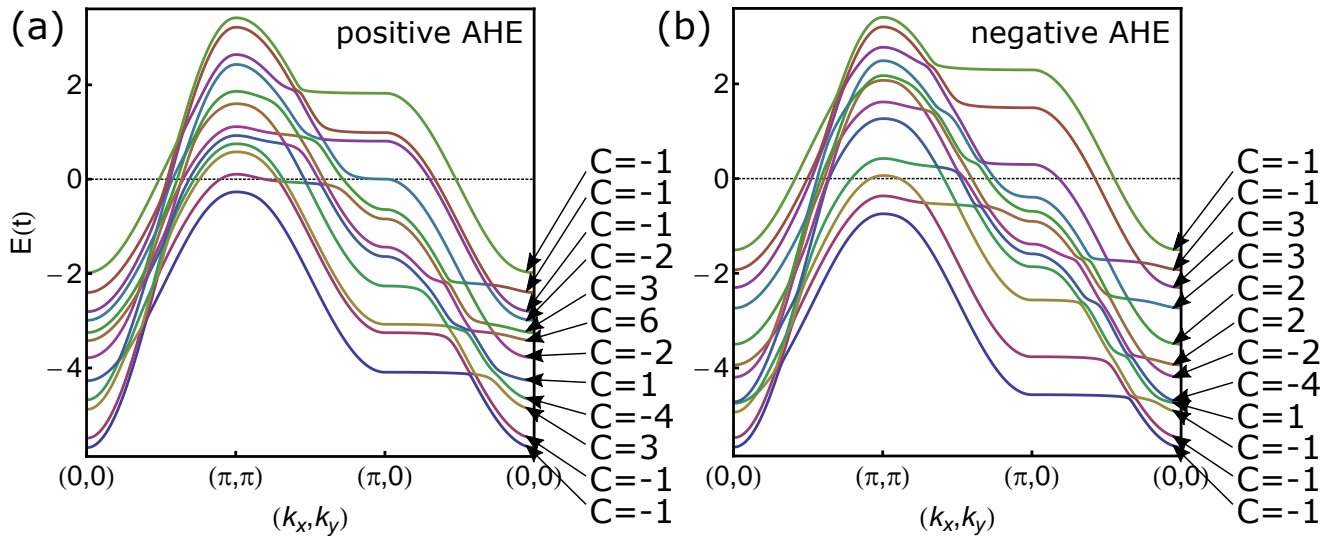 (a)
positive AHE
E(t)
2
0
−2
−4
(0,0)
(π,π)
(π,0)
(0,0)
(kx,ky)
C=-1
C=-1
C=-1
C=-2
C=3
C=6
C=-2
C=1
C=-4
C=3
C=-1
C=-1
(b)
negative AHE
2
0
−2
−4
(0,0)
(π,π)
(π,0)
(0,0)
(kx,ky)
C=-1
C=-1
C=3
C=3
C=2
C=2
C=-2
C=-4
C=1
C=-1
C=-1
C=-1